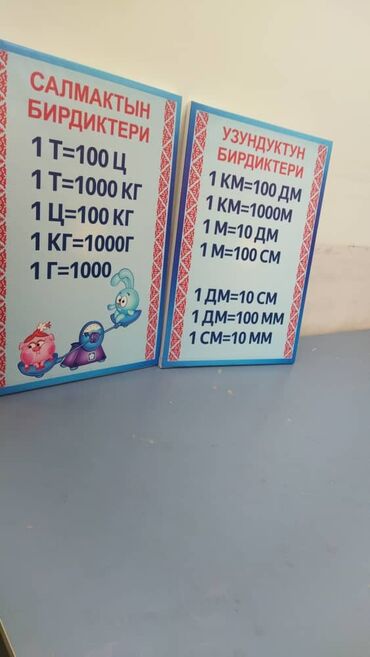 САЛМАКТЫН
БИРДИКТЕРИ
1 Т=100 Ц
1 Т=1000 КГ
1 Ц=100 КГ
1 КГ=1000Г
1 Г=1000
УЗУНДУКТУН
БИРДИКТЕРИ
1 КМ=100 ДМ
1 КМ=1000М
1 М=10 ДМ
1 М=100 СМ
1 ДМ=10 СМ
1 ДМ=100 ММ
1 СМ=10 ММ